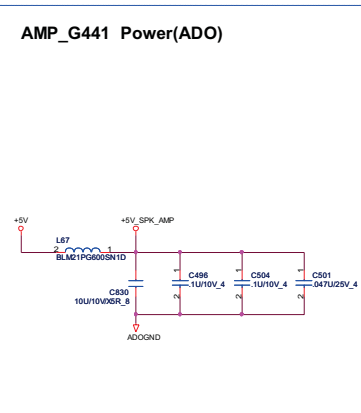 AMP_G441 Power(ADO)
+5V
+5V_SPK_AMP
L67
2 1
BLM21PG600SN1D
C830
10U/10V/X5R_8
1
C496
.1U/10V_4
2
1
C504
.1U/10V_4
2
1
C501
.047U/25V_4
2
ADOGND